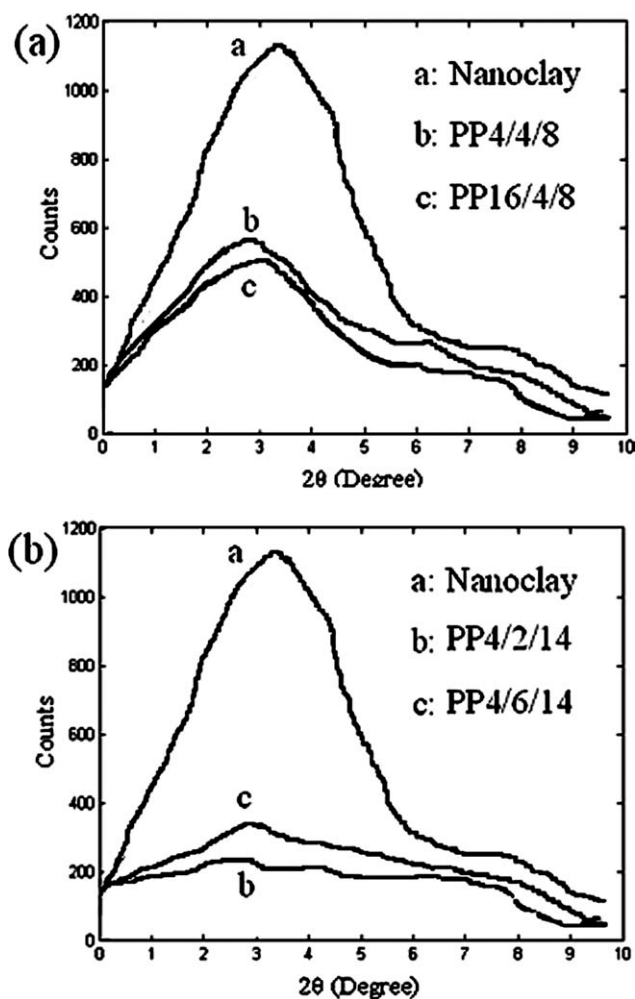 (a)
1200
1000
800
600
400
200
0
Counts
a
b
c
a: Nanoclay
b: PP4/4/8
c: PP16/4/8
0 1 2 3 4 5 6 7 8 9 10
2θ (Degree)
(b)
1200
1000
800
600
400
200
0
Counts
a
c
b
a: Nanoclay
b: PP4/2/14
c: PP4/6/14
0 1 2 3 4 5 6 7 8 9 10
2θ (Degree)